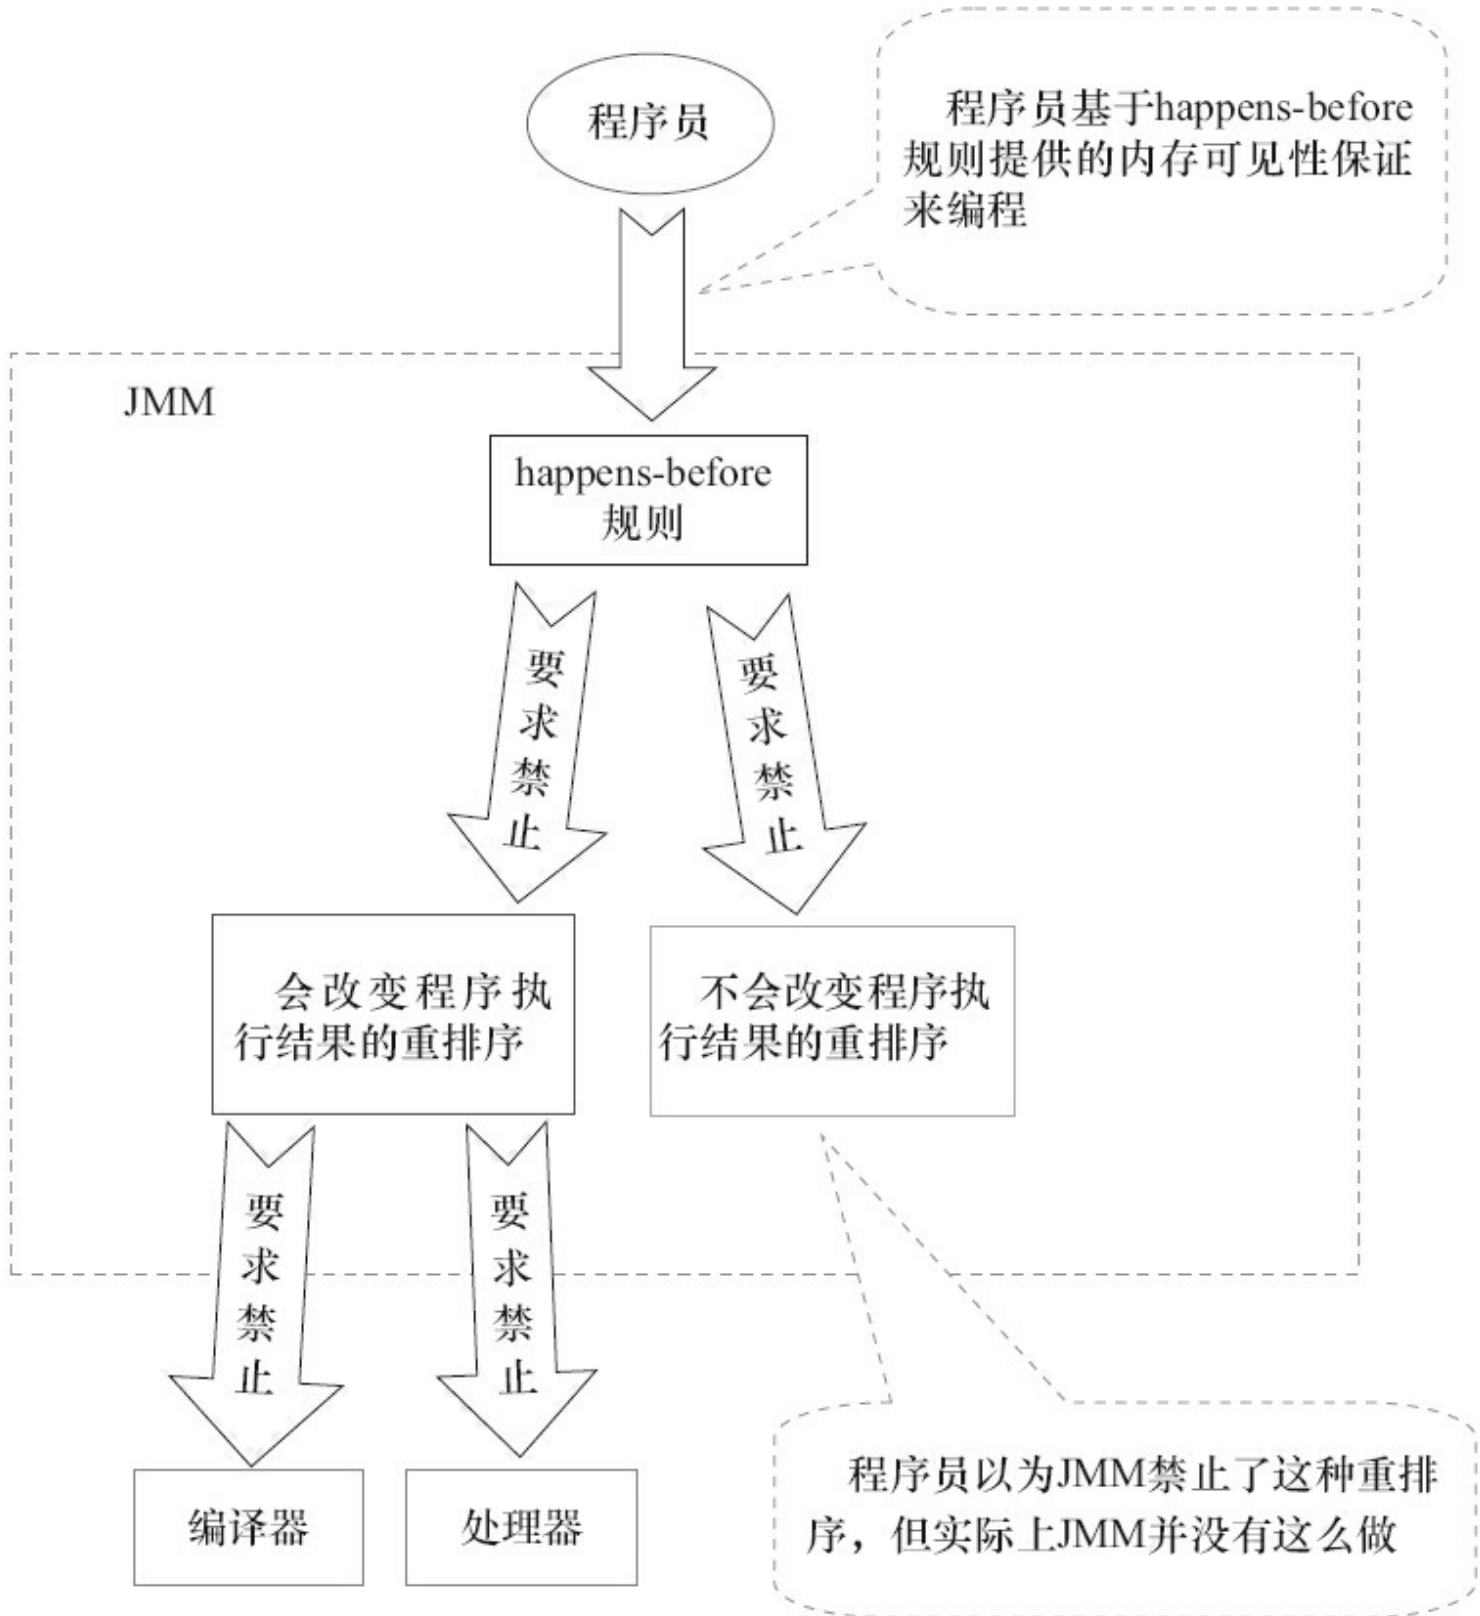 程序员
程序员基于happens-before
规则提供的内存可见性保证
来编程
JMM
happens-before
规则
要求禁止
要求禁止
会改变程序执
行结果的重排序
不会改变程序执
行结果的重排序
要求禁止
要求禁止
编译器
处理器
程序员以为JMM禁止了这种重排
序，但实际上JMM并没有这么做